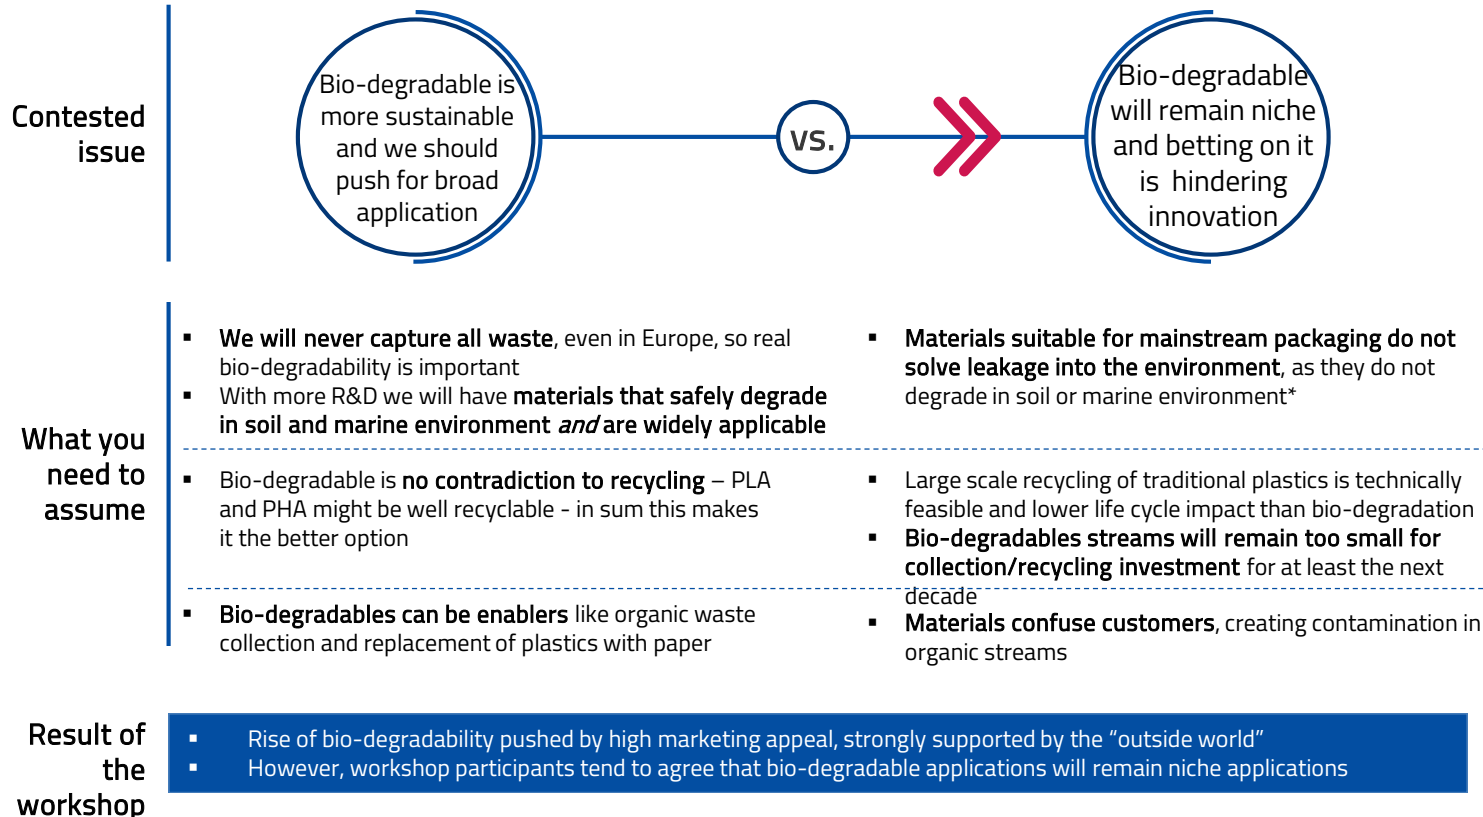 Contested
issue
Bio-degradable is
more sustainable
and we should
push for broad
application
vs.
Bio-degradable
will remain niche
and betting on it
is hindering
innovation
What you
need to
assume
▪ We will never capture all waste, even in Europe, so real
bio-degradability is important
▪ With more R&D we will have materials that safely degrade
in soil and marine environment and are widely applicable
▪ Materials suitable for mainstream packaging do not
solve leakage into the environment, as they do not
degrade in soil or marine environment*
▪ Bio-degradable is no contradiction to recycling – PLA
and PHA might be well recyclable - in sum this makes
it the better option
▪ Large scale recycling of traditional plastics is technically
feasible and lower life cycle impact than bio-degradation
▪ Bio-degradables streams will remain too small for
collection/recycling investment for at least the next
decade
▪ Bio-degradables can be enablers like organic waste
collection and replacement of plastics with paper
▪ Materials confuse customers, creating contamination in
organic streams
Result of
the
workshop
▪ Rise of bio-degradability pushed by high marketing appeal, strongly supported by the “outside world”
▪ However, workshop participants tend to agree that bio-degradable applications will remain niche applications